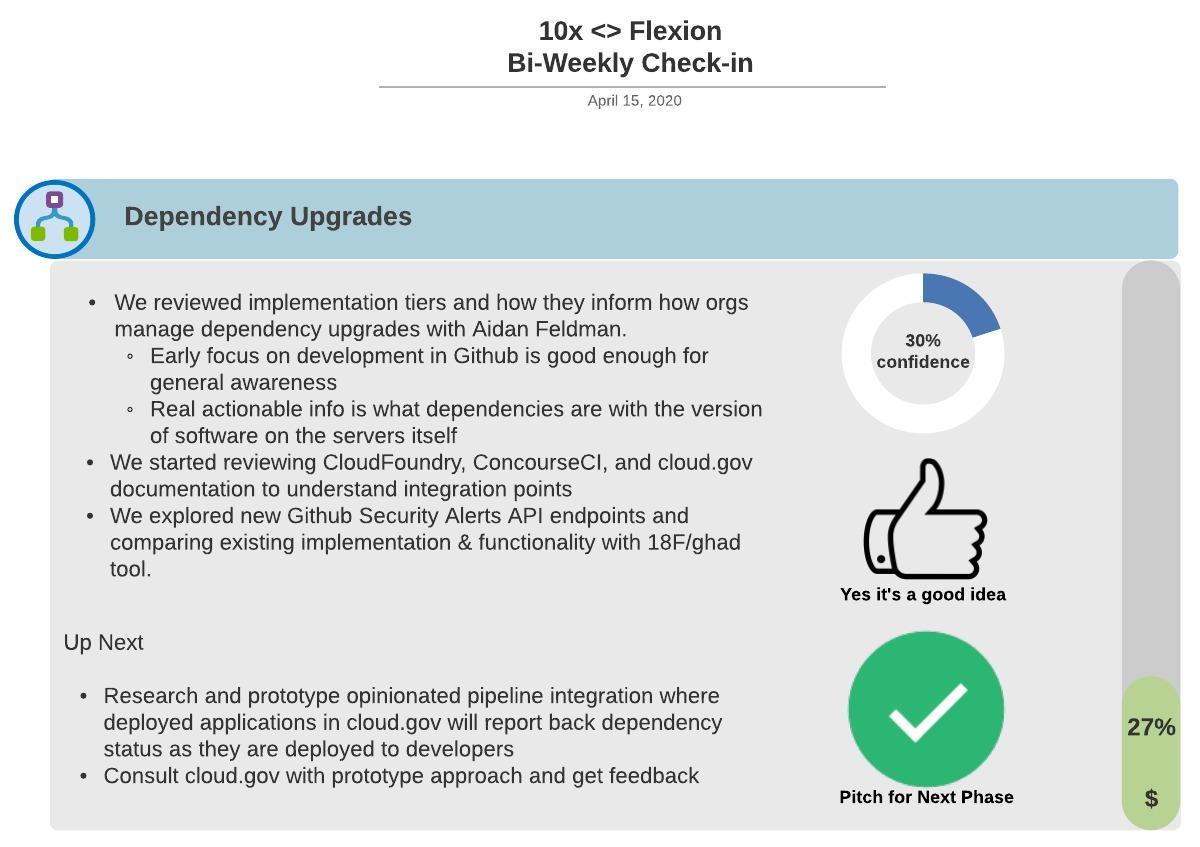 10x <> Flexion
Bi-Weekly Check-in
April 15, 2020
Dependency Upgrades
• We reviewed implementation tiers and how they inform how orgs
manage dependency upgrades with Aidan Feldman.
◦ Early focus on development in Github is good enough for
general awareness
◦ Real actionable info is what dependencies are with the version
of software on the servers itself
• We started reviewing CloudFoundry, ConcourseCI, and cloud.gov
documentation to understand integration points
• We explored new Github Security Alerts API endpoints and
comparing existing implementation & functionality with 18F/ghad
tool.
Up Next
• Research and prototype opinionated pipeline integration where
deployed applications in cloud.gov will report back dependency
status as they are deployed to developers
• Consult cloud.gov with prototype approach and get feedback
30%
confidence
Yes it's a good idea
Pitch for Next Phase
27%
$